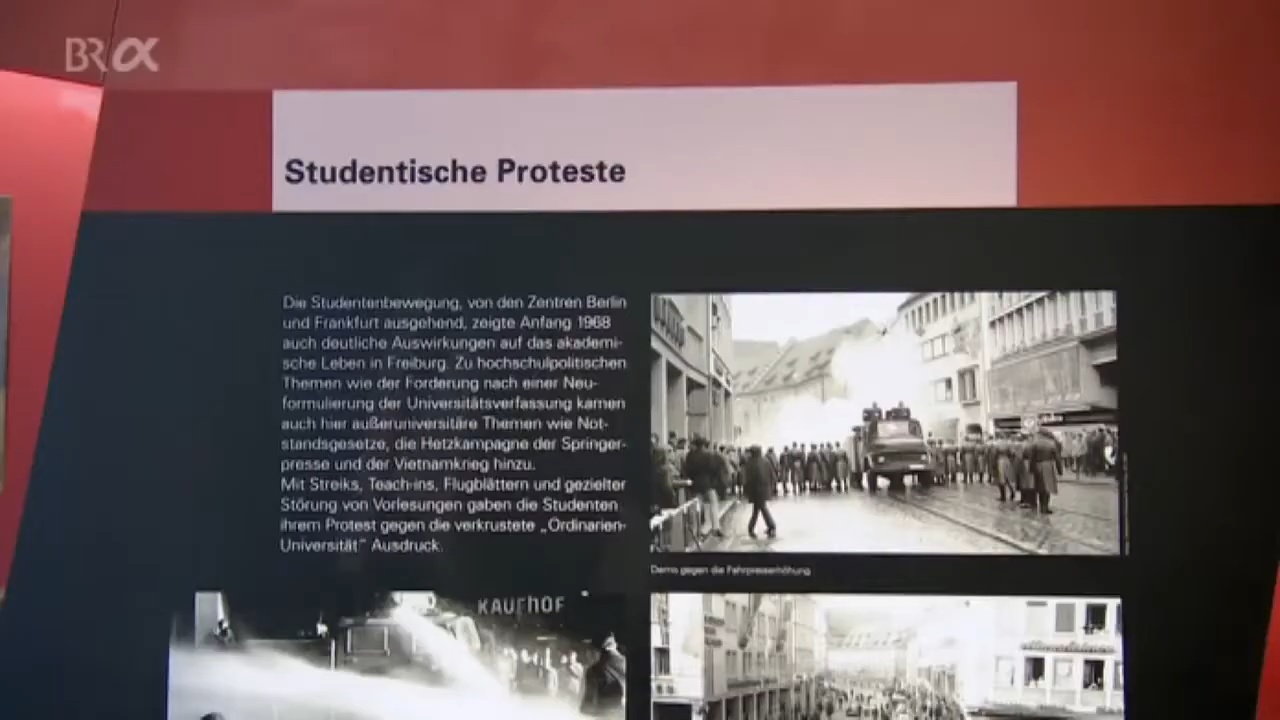 BRα
Studentische Proteste
Die Studentenbewegung, von den Zentren Berlin
und Frankfurt ausgehend, zeigte Anfang 1968
auch deutliche Auswirkungen auf das akademi-
sche Leben in Freiburg. Zu hochschulpolitischen
Themen wie der Forderung nach einer Neu-
formulierung der Universitätsverfassung kamen
auch hier außeruniversitäre Themen wie Not-
standsgesetze, die Hetzkampagne der Springer-
presse und der Vietnamkrieg hinzu.
Mit Streiks, Teach-ins, Flugblättern und gezielter
Störung von Vorlesungen gaben die Studenten
ihrem Protest gegen die verkrustete „Ordinarien-
Universität" Ausdruck.
Demo gegen die Fahrpreiserhöhung
KAUFHOF